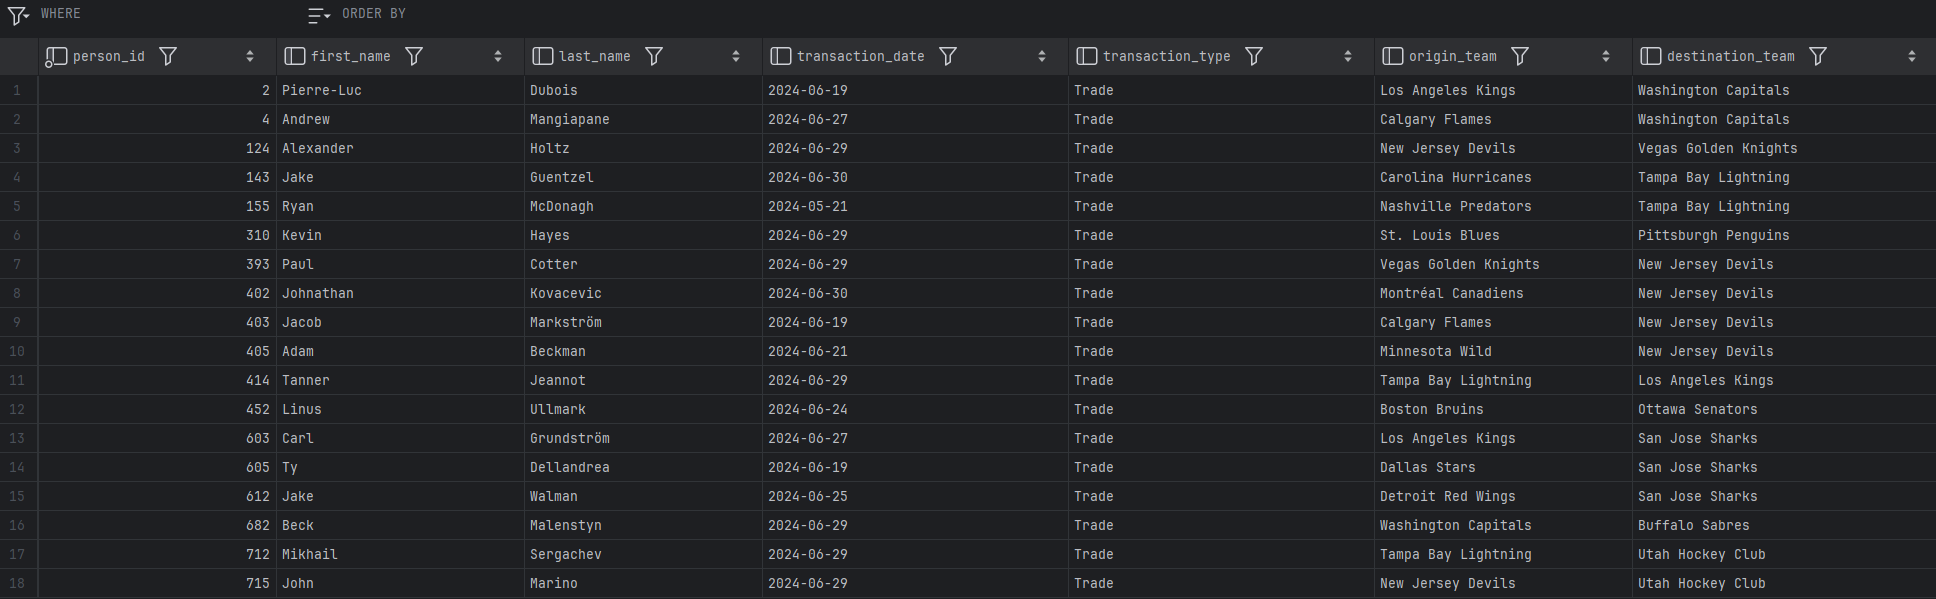 WHERE ORDER BY
person_id first_name last_name transaction_date transaction_type origin_team destination_team
1 2 Pierre-Luc Dubois 2024-06-19 Trade Los Angeles Kings Washington Capitals
2 4 Andrew Mangiapane 2024-06-27 Trade Calgary Flames Washington Capitals
3 124 Alexander Holtz 2024-06-29 Trade New Jersey Devils Vegas Golden Knights
4 143 Jake Guentzel 2024-06-30 Trade Carolina Hurricanes Tampa Bay Lightning
5 155 Ryan McDonagh 2024-05-21 Trade Nashville Predators Tampa Bay Lightning
6 310 Kevin Hayes 2024-06-29 Trade St. Louis Blues Pittsburgh Penguins
7 393 Paul Cotter 2024-06-29 Trade Vegas Golden Knights New Jersey Devils
8 402 Johnathan Kovacevic 2024-06-30 Trade Montréal Canadiens New Jersey Devils
9 403 Jacob Markström 2024-06-19 Trade Calgary Flames New Jersey Devils
10 405 Adam Beckman 2024-06-21 Trade Minnesota Wild New Jersey Devils
11 414 Tanner Jeannot 2024-06-29 Trade Tampa Bay Lightning Los Angeles Kings
12 452 Linus Ullmark 2024-06-24 Trade Boston Bruins Ottawa Senators
13 603 Carl Grundström 2024-06-27 Trade Los Angeles Kings San Jose Sharks
14 605 Ty Dellandrea 2024-06-19 Trade Dallas Stars San Jose Sharks
15 612 Jake Walman 2024-06-25 Trade Detroit Red Wings San Jose Sharks
16 682 Beck Malenstyn 2024-06-29 Trade Washington Capitals Buffalo Sabres
17 712 Mikhail Sergachev 2024-06-29 Trade Tampa Bay Lightning Utah Hockey Club
18 715 John Marino 2024-06-29 Trade New Jersey Devils Utah Hockey Club